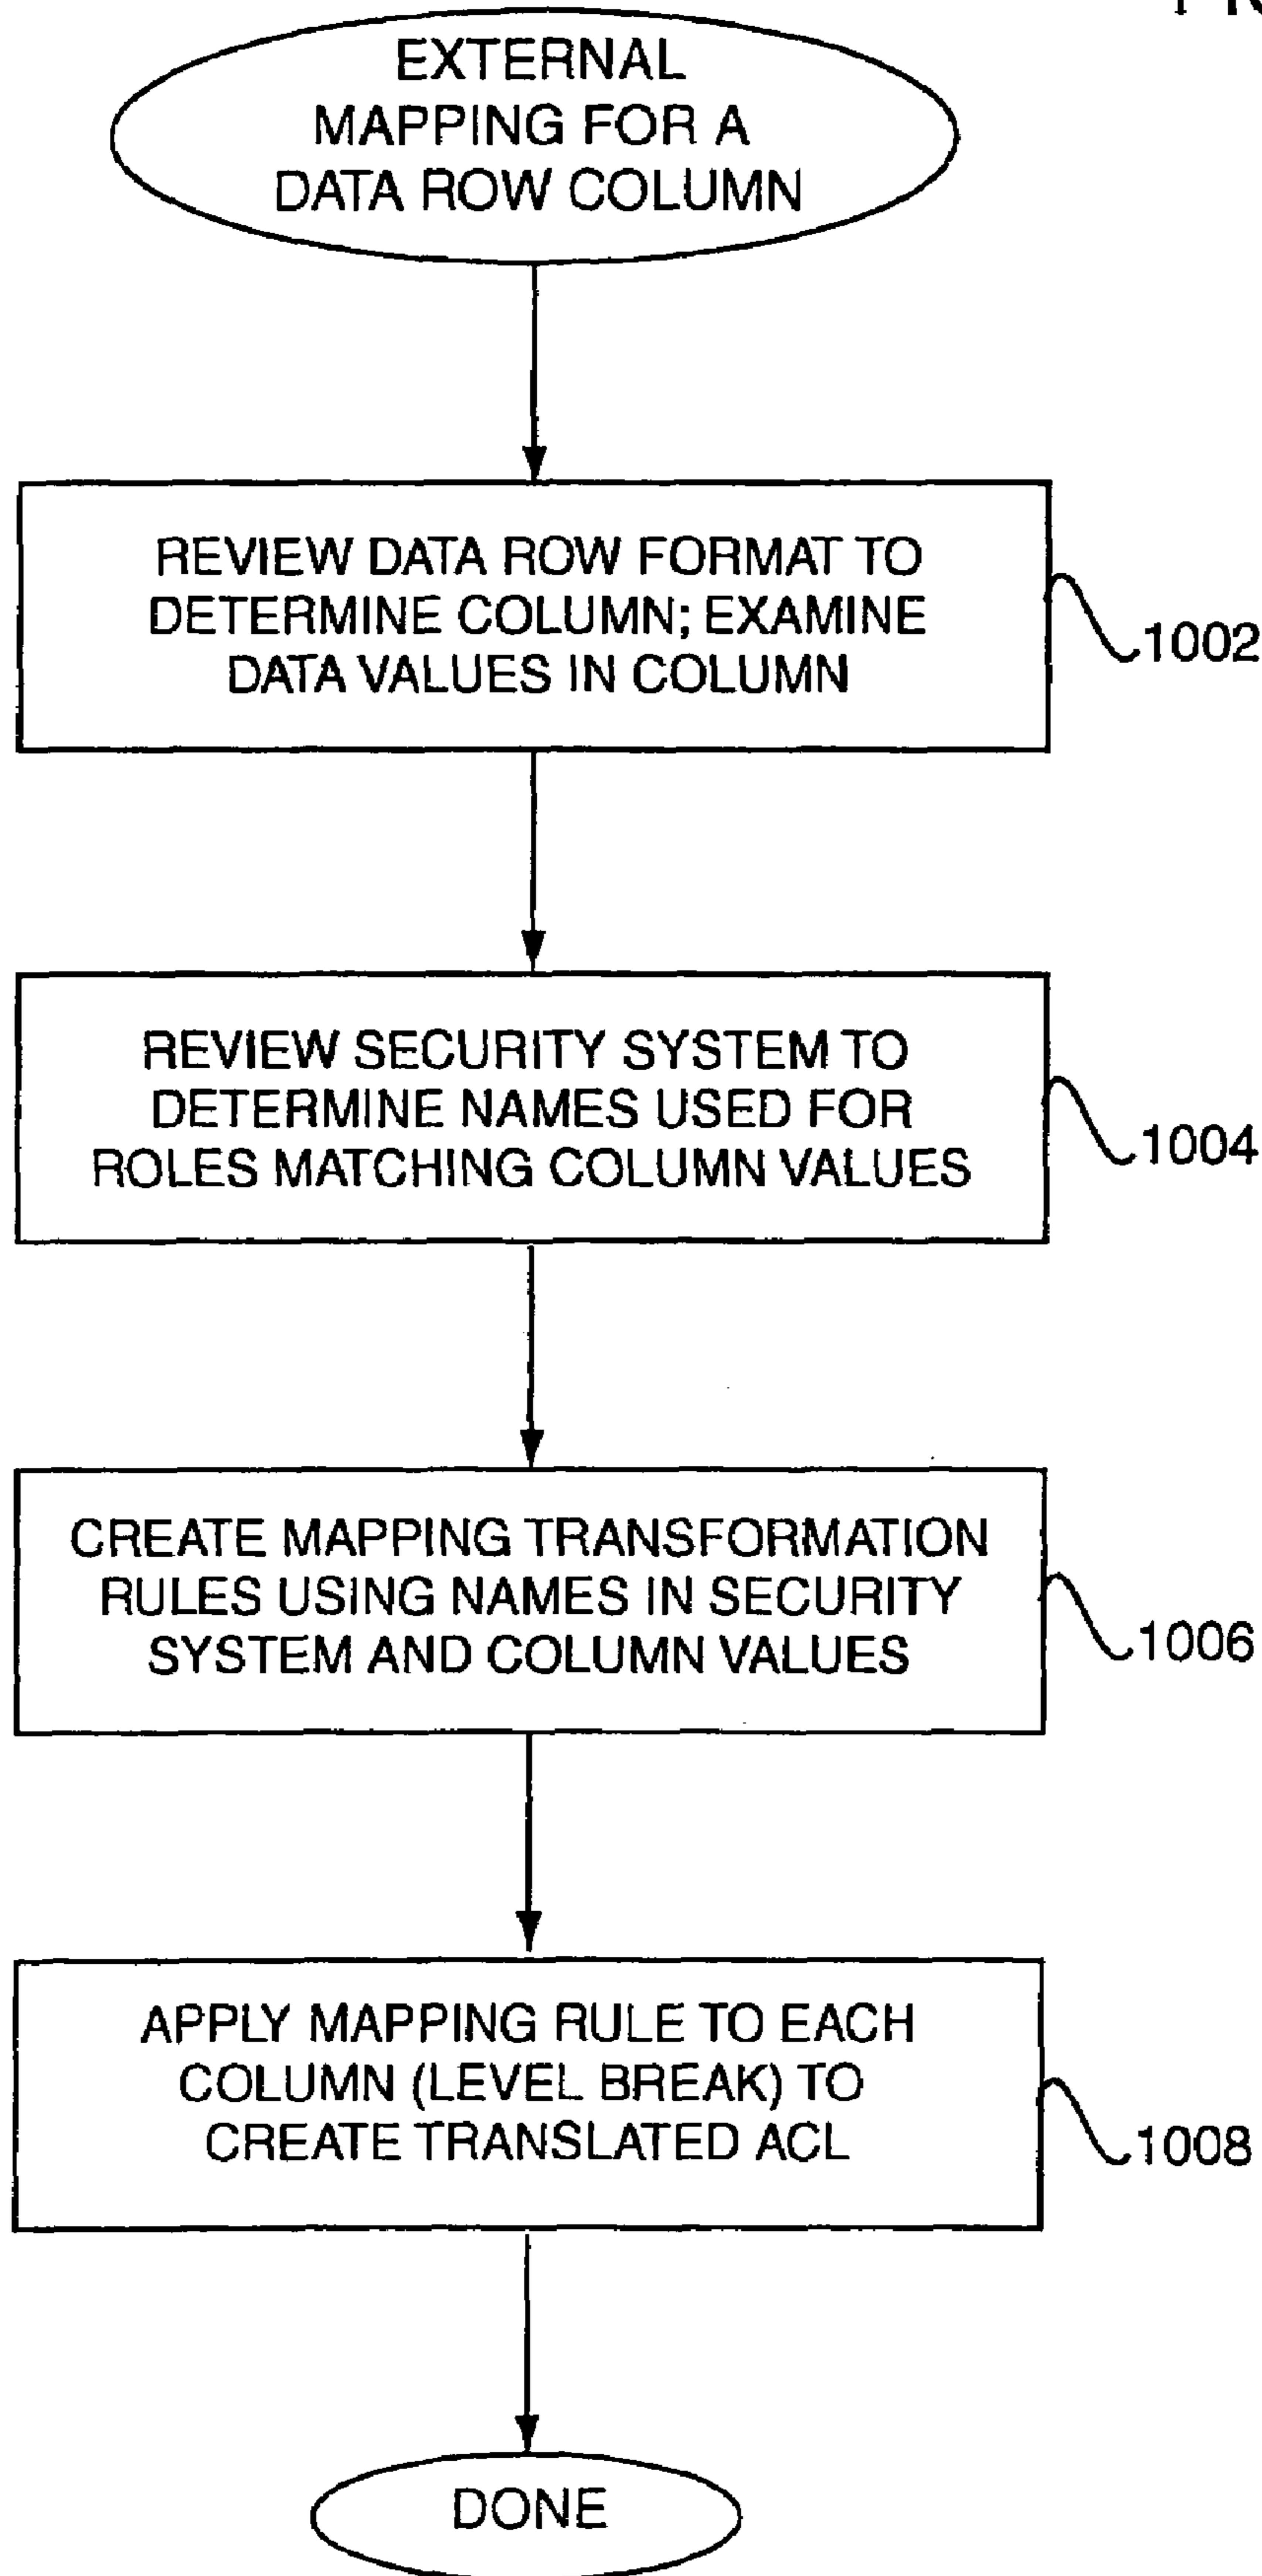 EXTERNAL
MAPPING FOR A
DATA ROW COLUMN
REVIEW DATA ROW FORMAT TO
DETERMINE COLUMN; EXAMINE
DATA VALUES IN COLUMN
1002
REVIEW SECURITY SYSTEM TO
DETERMINE NAMES USED FOR
ROLES MATCHING COLUMN VALUES
1004
CREATE MAPPING TRANSFORMATION
RULES USING NAMES IN SECURITY
SYSTEM AND COLUMN VALUES
1006
APPLY MAPPING RULE TO EACH
COLUMN (LEVEL BREAK) TO
CREATE TRANSLATED ACL
1008
DONE